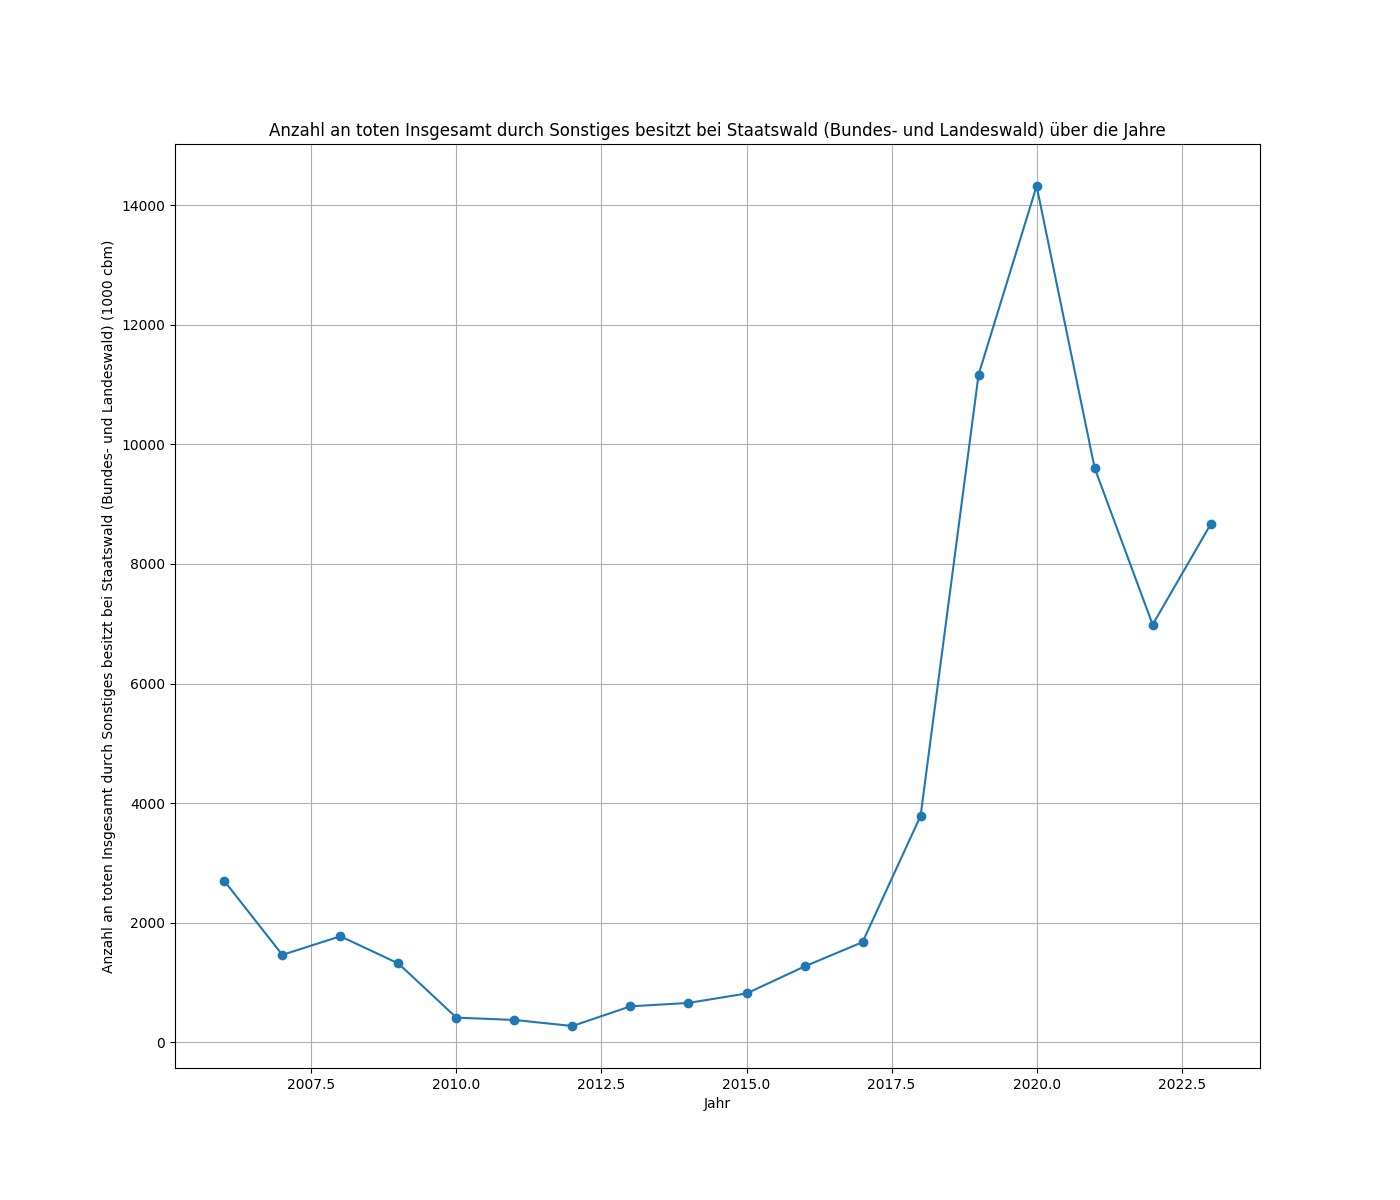 Anzahl an toten Insgesamt durch Sonstiges besitzt bei Staatswald (Bundes- und Landeswald) über die Jahre
Anzahl an toten Insgesamt durch Sonstiges besitzt bei Staatswald (Bundes- und Landeswald) (1000 cbm)
14000
12000
10000
8000
6000
4000
2000
0
2007.5 2010.0 2012.5 2015.0 2017.5 2020.0 2022.5
Jahr